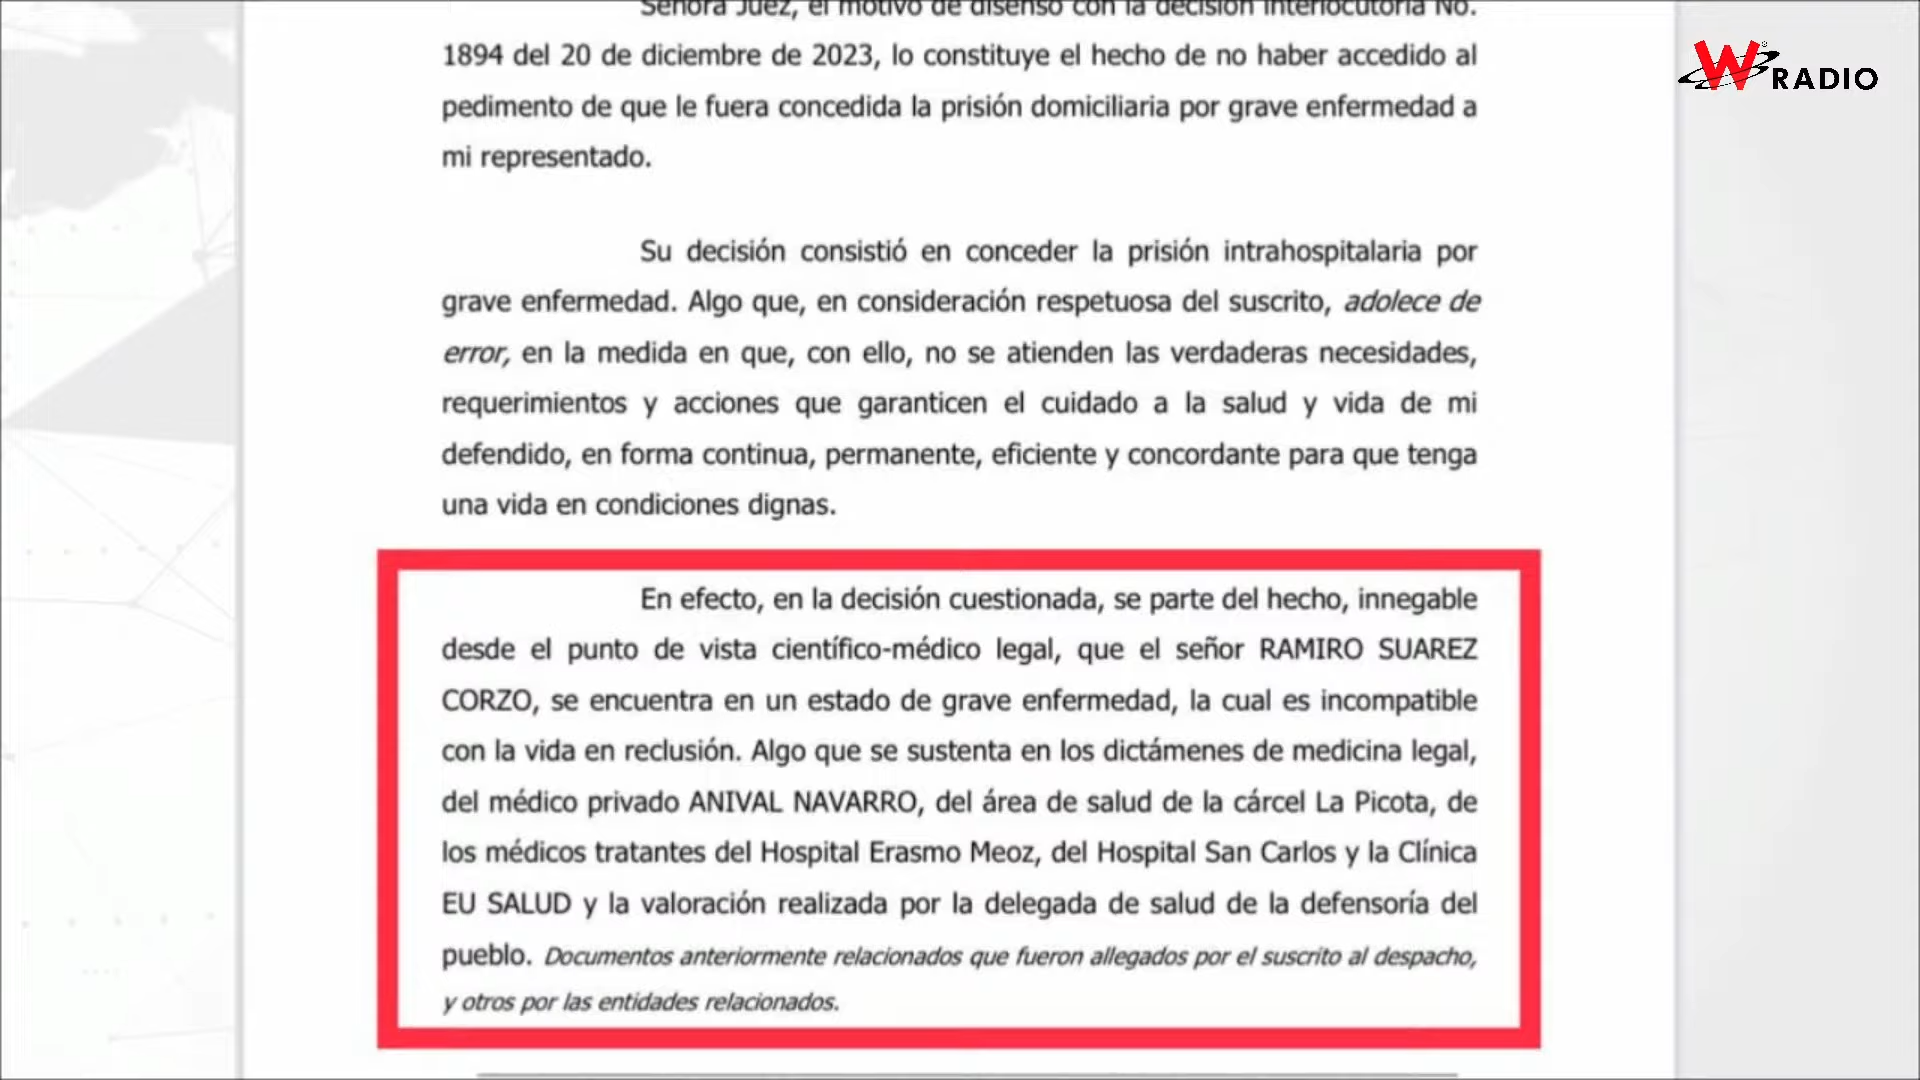 Señora Juez, el motivo de disenso con la decisión interlocutoria No.
1894 del 20 de diciembre de 2023, lo constituye el hecho de no haber accedido al
pedimento de que le fuera concedida la prisión domiciliaria por grave enfermedad a
mi representado.
W RADIO
Su decisión consistió en conceder la prisión intrahospitalaria por
grave enfermedad. Algo que, en consideración respetuosa del suscrito, adolece de
error, en la medida en que, con ello, no se atienden las verdaderas necesidades,
requerimientos y acciones que garanticen el cuidado a la salud y vida de mi
defendido, en forma continua, permanente, eficiente y concordante para que tenga
una vida en condiciones dignas.
En efecto, en la decisión cuestionada, se parte del hecho, innegable
desde el punto de vista científico-médico legal, que el señor RAMIRO SUAREZ
CORZO, se encuentra en un estado de grave enfermedad, la cual es incompatible
con la vida en reclusión. Algo que se sustenta en los dictámenes de medicina legal,
del médico privado ANIVAL NAVARRO, del área de salud de la cárcel La Picota, de
los médicos tratantes del Hospital Erasmo Meoz, del Hospital San Carlos y la Clínica
EU SALUD y la valoración realizada por la delegada de salud de la defensoría del
pueblo. Documentos anteriormente relacionados que fueron allegados por el suscrito al despacho,
y otros por las entidades relacionados.